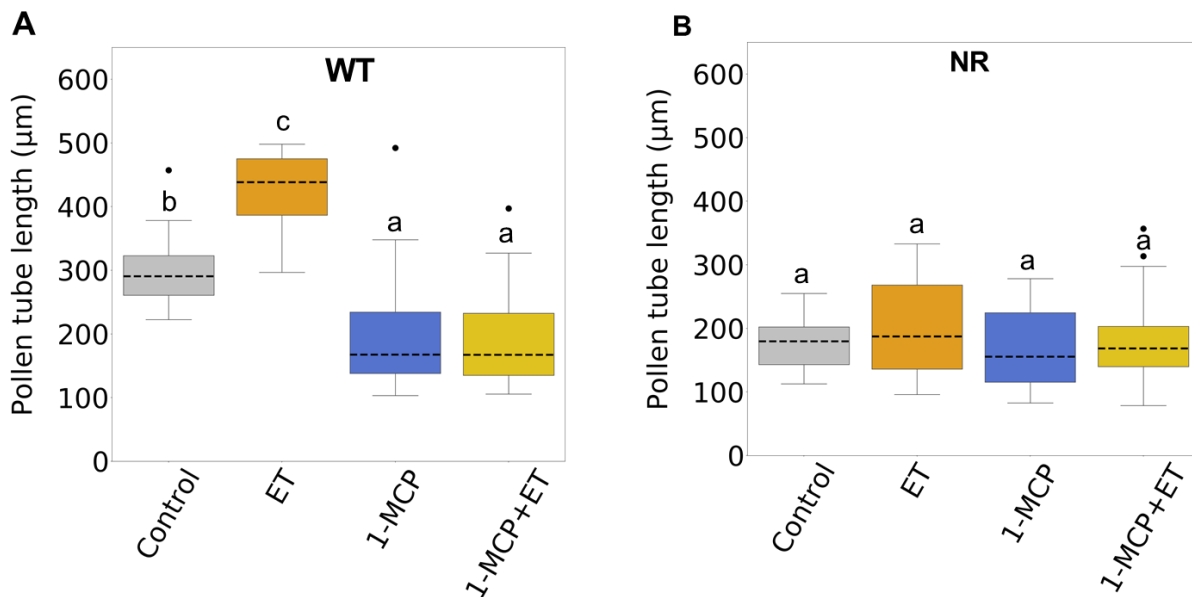 A
WT
Pollen tube length (µm)
600
500
400
300
200
100
0
b
c
a
a
Control
ET
1-MCP
1-MCP+ET
B
NR
Pollen tube length (µm)
600
500
400
300
200
100
0
a
a
a
a
Control
ET
1-MCP
1-MCP+ET